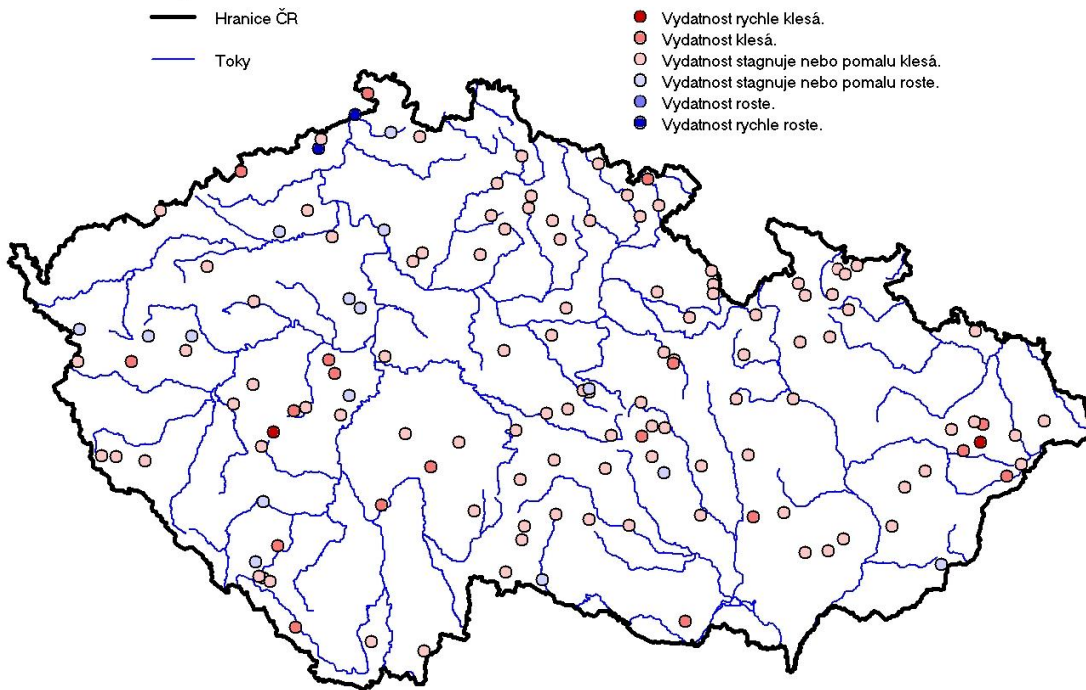 Hranice ČR
Toky
Vydatnost rychle klesá.
Vydatnost klesá.
Vydatnost stagnuje nebo pomalu klesá.
Vydatnost stagnuje nebo pomalu roste.
Vydatnost roste.
Vydatnost rychle roste.